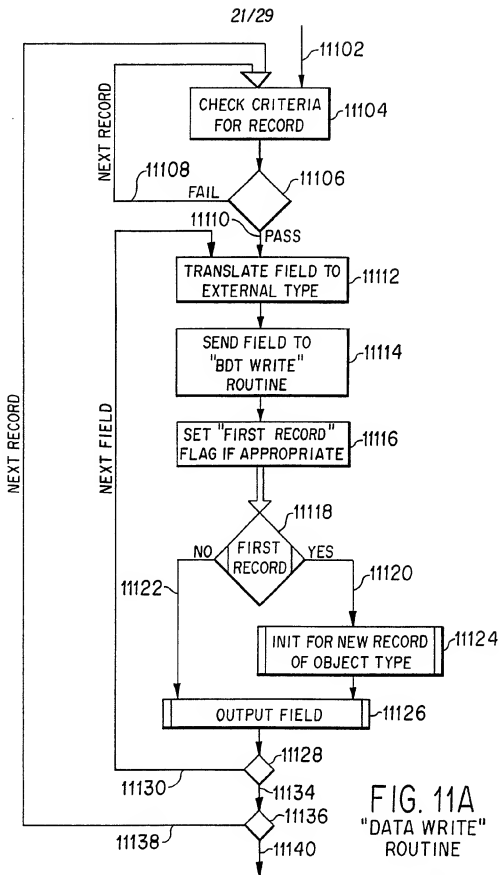 21/29
11102
CHECK CRITERIA
FOR RECORD
11104
NEXT RECORD
11108
FAIL
11106
11110
PASS
TRANSLATE FIELD TO
EXTERNAL TYPE
11112
SEND FIELD TO
"BDT WRITE"
ROUTINE
11114
SET "FIRST RECORD"
FLAG IF APPROPRIATE
11116
NEXT RECORD
NEXT FIELD
11118
NO
FIRST
RECORD
YES
11122
11120
INIT FOR NEW RECORD
OF OBJECT TYPE
11124
OUTPUT FIELD
11126
11128
11130
11134
11136
11138
11140
FIG. 11A
"DATA WRITE"
ROUTINE